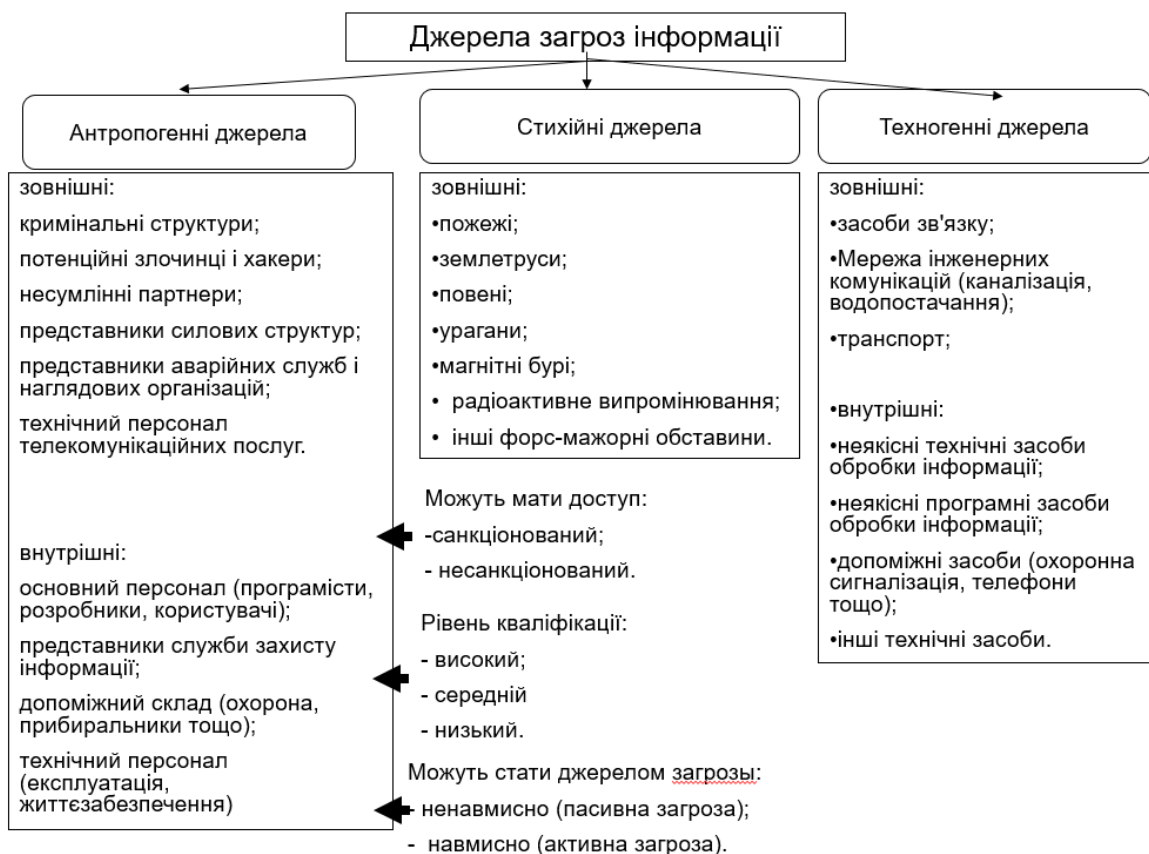 Джерела загроз інформації
Антропогенні джерела
зовнішні:
кримінальні структури;
потенційні злочинці і хакери;
несумлінні партнери;
представники силових структур;
представники аварійних служб і
наглядових організацій;
технічний персонал
телекомунікаційних послуг.
внутрішні:
основний персонал (програмісти,
розробники, користувачі);
представники служби захисту
інформації;
допоміжний склад (охорона,
прибиральники тощо);
технічний персонал
(експлуатація,
життєзабезпечення)
Стихійні джерела
зовнішні:
•пожежі;
•землетруси;
•повені;
•урагани;
•магнітні бурі;
• радіоактивне випромінювання;
• інші форс-мажорні обставини.
Можуть мати доступ:
-санкціонований;
- несанкціонований.
Рівень кваліфікації:
- високий;
- середній
- низький.
Можуть стати джерелом загрозы:
- ненавмисно (пасивна загроза);
- навмисно (активна загроза).
Техногенні джерела
зовнішні:
•засоби зв'язку;
•Мережа інженерних
комунікацій (каналізація,
водопостачання);
•транспорт;
•внутрішні:
•неякісні технічні засоби
обробки інформації;
•неякісні програмні засоби
обробки інформації;
•допоміжні засоби (охоронна
сигналізація, телефони
тощо);
•інші технічні засоби.